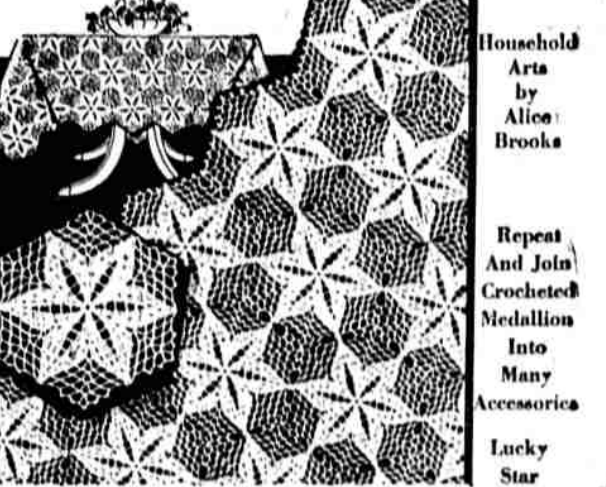 Household
Arts
by
Alice
Brooks
Repeat
And Join
Crocheted
Medallion
Into
Many
Accessories
Lucky
Star